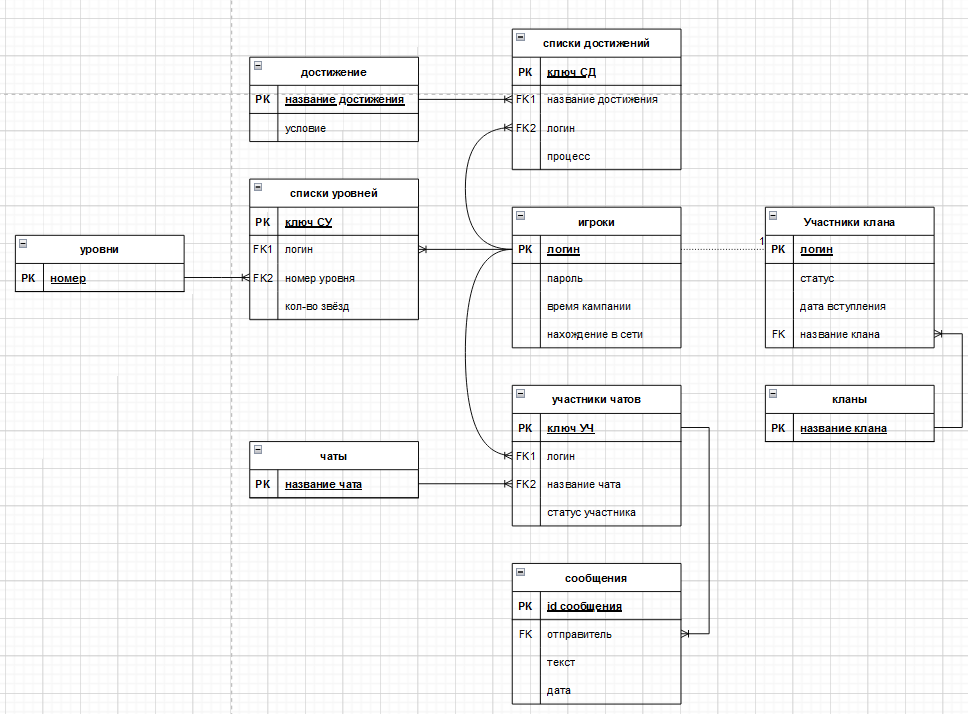 списки достижений
PK ключ СД
FK1 название достижения
FK2 логин
процесс
достижение
PK название достижения
условие
списки уровней
PK ключ СУ
FK1 логин
FK2 номер уровня
кол-во звёзд
уровни
PK номер
игроки
PK логин
пароль
время кампании
нахождение в сети
1
Участники клана
PK логин
статус
дата вступления
FK название клана
кланы
PK название клана
участники чатов
PK ключ УЧ
FK1 логин
FK2 название чата
статус участника
чаты
PK название чата
сообщения
PK id сообщения
FK отправитель
текст
дата